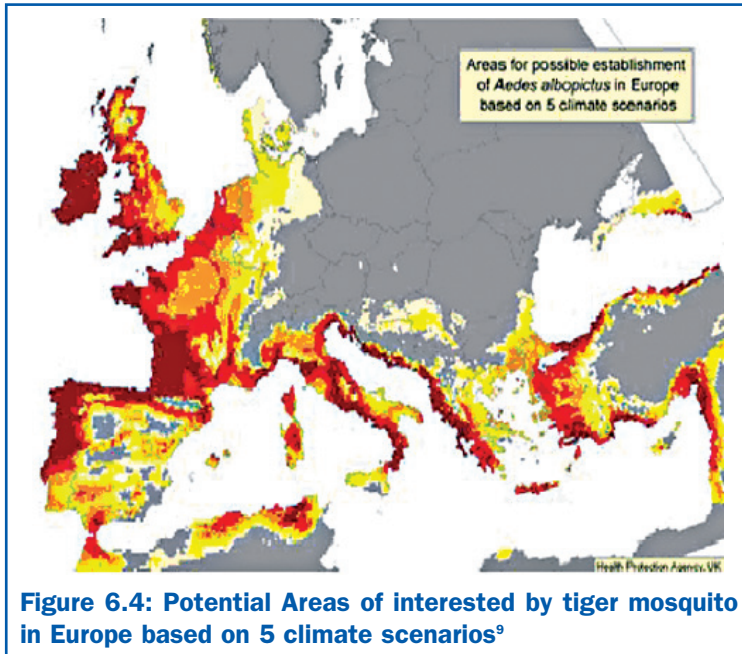 Areas for possible establishment
of Aedes albopictus in Europe
based on 5 climate scenarios
Health Protection Agency, UK
Figure 6.4: Potential Areas of interested by tiger mosquito
in Europe based on 5 climate scenarios⁹